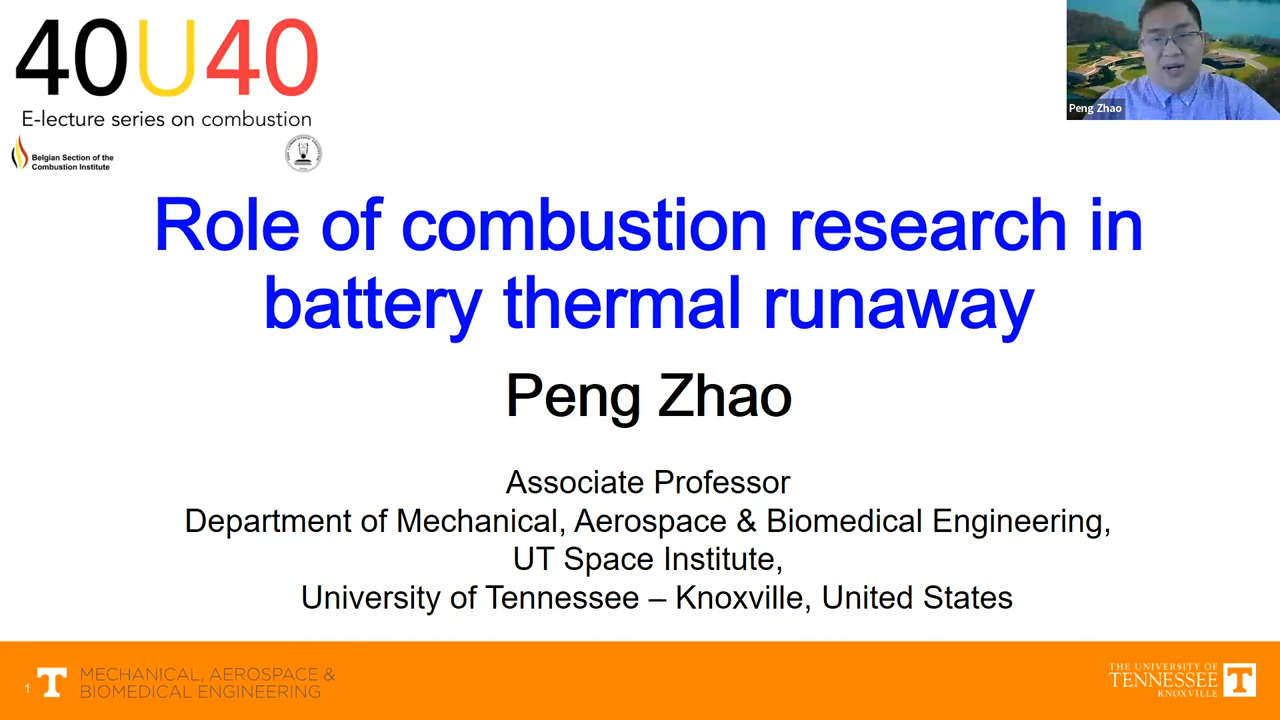 40U40
E-lecture series on combustion
Belgian Section of the
Combustion Institute
Peng Zhao
Role of combustion research in
battery thermal runaway
Peng Zhao
Associate Professor
Department of Mechanical, Aerospace & Biomedical Engineering,
UT Space Institute,
University of Tennessee – Knoxville, United States
1
T
MECHANICAL, AEROSPACE &
BIOMEDICAL ENGINEERING
THE UNIVERSITY OF
TENNESSEE
KNOXVILLE
T